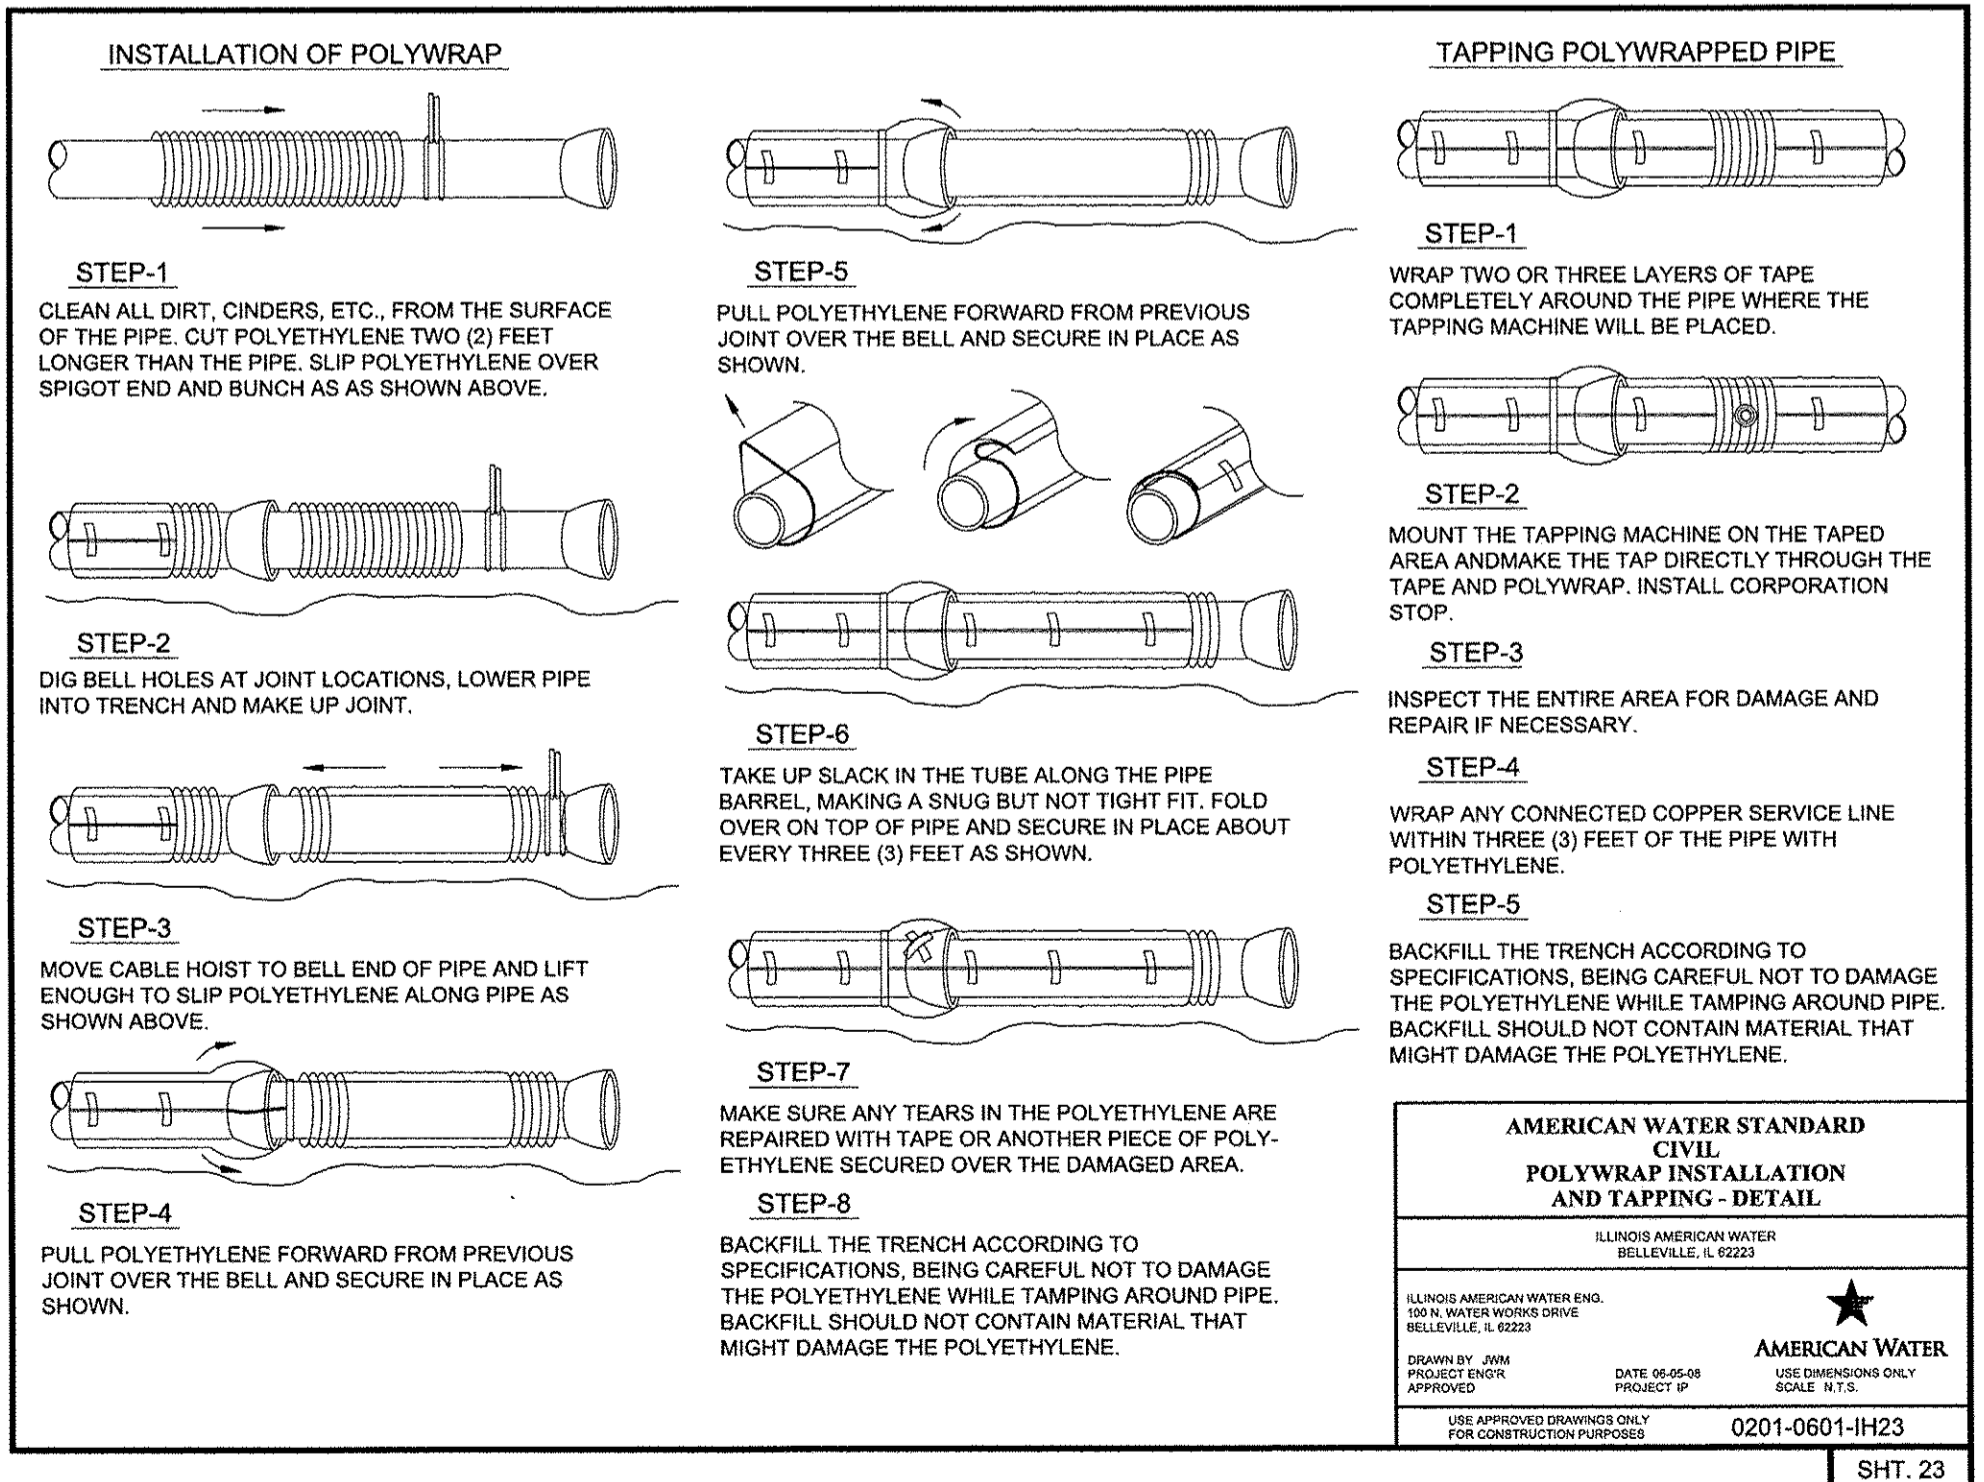 INSTALLATION OF POLYWRAP
STEP-1
CLEAN ALL DIRT, CINDERS, ETC., FROM THE SURFACE
OF THE PIPE. CUT POLYETHYLENE TWO (2) FEET
LONGER THAN THE PIPE. SLIP POLYETHYLENE OVER
SPIGOT END AND BUNCH AS AS SHOWN ABOVE.
STEP-2
DIG BELL HOLES AT JOINT LOCATIONS, LOWER PIPE
INTO TRENCH AND MAKE UP JOINT.
STEP-3
MOVE CABLE HOIST TO BELL END OF PIPE AND LIFT
ENOUGH TO SLIP POLYETHYLENE ALONG PIPE AS
SHOWN ABOVE.
STEP-4
PULL POLYETHYLENE FORWARD FROM PREVIOUS
JOINT OVER THE BELL AND SECURE IN PLACE AS
SHOWN.
STEP-5
PULL POLYETHYLENE FORWARD FROM PREVIOUS
JOINT OVER THE BELL AND SECURE IN PLACE AS
SHOWN.
STEP-6
TAKE UP SLACK IN THE TUBE ALONG THE PIPE
BARREL, MAKING A SNUG BUT NOT TIGHT FIT. FOLD
OVER ON TOP OF PIPE AND SECURE IN PLACE ABOUT
EVERY THREE (3) FEET AS SHOWN.
STEP-7
MAKE SURE ANY TEARS IN THE POLYETHYLENE ARE
REPAIRED WITH TAPE OR ANOTHER PIECE OF POLY-
ETHYLENE SECURED OVER THE DAMAGED AREA.
STEP-8
BACKFILL THE TRENCH ACCORDING TO
SPECIFICATIONS, BEING CAREFUL NOT TO DAMAGE
THE POLYETHYLENE WHILE TAMPING AROUND PIPE.
BACKFILL SHOULD NOT CONTAIN MATERIAL THAT
MIGHT DAMAGE THE POLYETHYLENE.
TAPPING POLYWRAPPED PIPE
STEP-1
WRAP TWO OR THREE LAYERS OF TAPE
COMPLETELY AROUND THE PIPE WHERE THE
TAPPING MACHINE WILL BE PLACED.
STEP-2
MOUNT THE TAPPING MACHINE ON THE TAPED
AREA ANDMAKE THE TAP DIRECTLY THROUGH THE
TAPE AND POLYWRAP. INSTALL CORPORATION
STOP.
STEP-3
INSPECT THE ENTIRE AREA FOR DAMAGE AND
REPAIR IF NECESSARY.
STEP-4
WRAP ANY CONNECTED COPPER SERVICE LINE
WITHIN THREE (3) FEET OF THE PIPE WITH
POLYETHYLENE.
STEP-5
BACKFILL THE TRENCH ACCORDING TO
SPECIFICATIONS, BEING CAREFUL NOT TO DAMAGE
THE POLYETHYLENE WHILE TAMPING AROUND PIPE.
BACKFILL SHOULD NOT CONTAIN MATERIAL THAT
MIGHT DAMAGE THE POLYETHYLENE.
AMERICAN WATER STANDARD
CIVIL
POLYWRAP INSTALLATION
AND TAPPING - DETAIL
ILLINOIS AMERICAN WATER
BELLEVILLE, IL 62223
ILLINOIS AMERICAN WATER ENG.
100 N. WATER WORKS DRIVE
BELLEVILLE, IL 62223
DRAWN BY JWM
PROJECT ENG'R
APPROVED
DATE 06-05-08
PROJECT IP
AMERICAN WATER
USE DIMENSIONS ONLY
SCALE N.T.S.
USE APPROVED DRAWINGS ONLY
FOR CONSTRUCTION PURPOSES
0201-0601-IH23
SHT. 23